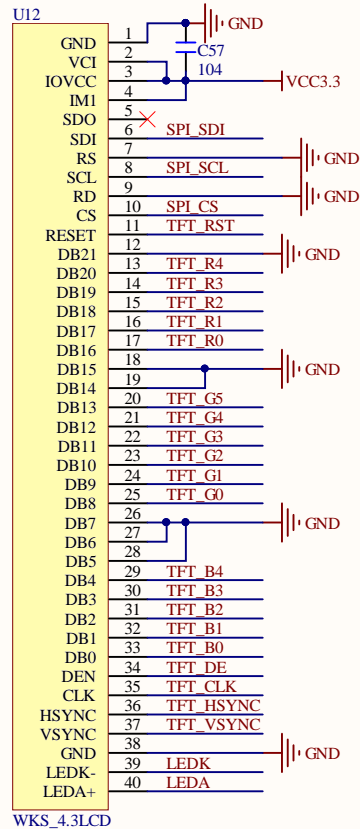 U12
GND 1 GND
VCI 2 C57
IOVCC 3 104 VCC3.3
IM1 4
SDO 5
SDI 6 SPI_SDI
RS 7 GND
SCL 8 SPI_SCL
RD 9 GND
CS 10 SPI_CS
RESET 11 TFT_RST
DB21 12 GND
DB20 13 TFT_R4
DB19 14 TFT_R3
DB18 15 TFT_R2
DB17 16 TFT_R1
DB16 17 TFT_R0
DB15 18 GND
DB14 19
DB13 20 TFT_G5
DB12 21 TFT_G4
DB11 22 TFT_G3
DB10 23 TFT_G2
DB9 24 TFT_G1
DB8 25 TFT_G0
DB7 26 GND
DB6 27
DB5 28
DB4 29 TFT_B4
DB3 30 TFT_B3
DB2 31 TFT_B2
DB1 32 TFT_B1
DB0 33 TFT_B0
DEN 34 TFT_DE
CLK 35 TFT_CLK
HSYNC 36 TFT_HSYNC
VSYNC 37 TFT_VSYNC
GND 38 GND
LEDK- 39 LEDK
LEDA+ 40 LEDA
WKS_4.3LCD